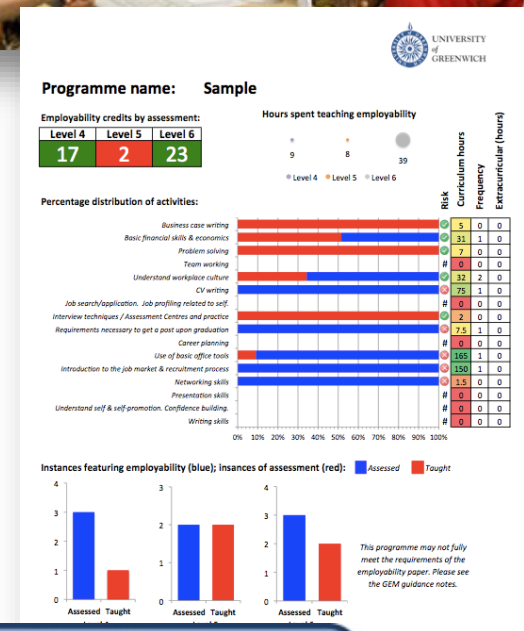 UNIVERSITY
of
GREENWICH
Programme name: Sample
Employability credits by assessment:
Level 4 Level 5 Level 6
17 2 23
Hours spent teaching employability
9 8 39
Level 4 Level 5 Level 6
Percentage distribution of activities:
Risk
Curriculum hours
Frequency
Extracurricular (hours)
Business case writing 5 0 0
Basic financial skills & economics 31 1 0
Problem solving 7 0 0
Team working # 0 0 0
Understand workplace culture 32 2 0
CV writing 75 1 0
Job search/application. Job profiling related to self. # 0 0 0
Interview techniques / Assessment Centres and practice 2 0 0
Requirements necessary to get a post upon graduation 7.5 1 0
Career planning # 0 0 0
Use of basic office tools 165 1 0
Introduction to the job market & recruitment process 150 1 0
Networking skills 1.5 0 0
Presentation skills # 0 0 0
Understand self & self-promotion. Confidence building. # 0 0 0
Writing skills # 0 0 0
0% 10% 20% 30% 40% 50% 60% 70% 80% 90% 100%
Instances featuring employability (blue); insances of assessment (red): Assessed Taught
4
3
2
1
0
Assessed Taught
3
2
1
0
Assessed Taught
4
3
2
1
0
Assessed Taught
This programme may not fully
meet the requirements of the
employability paper. Please see
the GEM guidance notes.